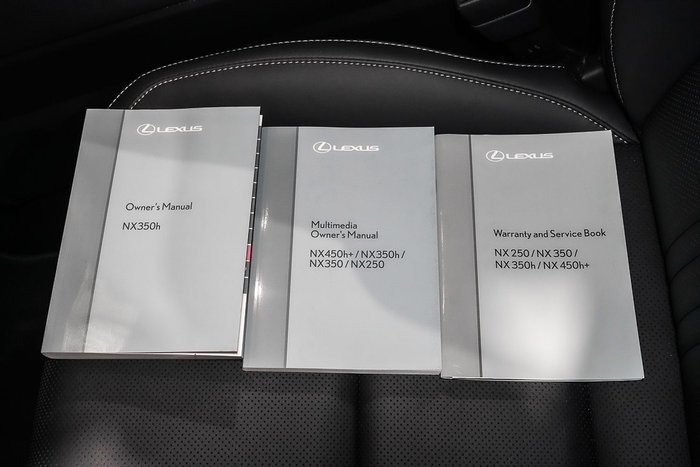 LEXUS
Owner's Manual
NX350h
LEXUS
Multimedia
Owner's Manual
NX450h+ / NX350h /
NX350 / NX250
LEXUS
Warranty and Service Book
NX 250 / NX 350 /
NX 350h / NX 450h+